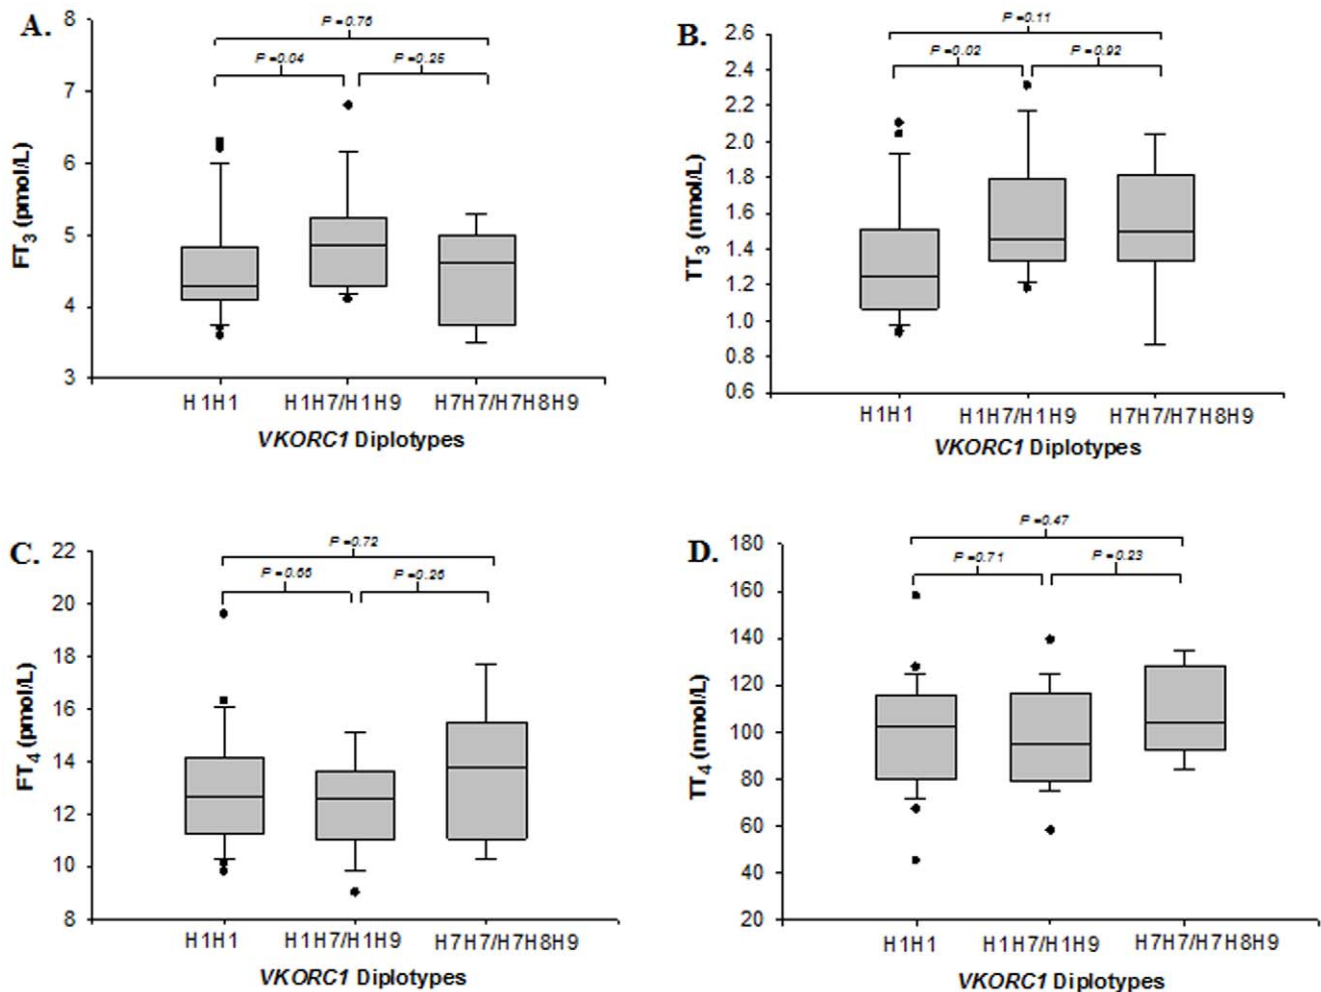 A.
P =0.76
P =0.04
P =0.25
8
7
6
5
4
3
FT3 (pmol/L)
H1H1
H1H7/H1H9
H7H7/H7H8H9
VKORC1 Diplotypes
B.
P =0.11
P =0.02
P =0.92
2.6
2.4
2.2
2.0
1.8
1.6
1.4
1.2
1.0
0.8
0.6
TT3 (nmol/L)
H1H1
H1H7/H1H9
H7H7/H7H8H9
VKORC1 Diplotypes
C.
P =0.72
P =0.66
P =0.26
22
20
18
16
14
12
10
8
FT4 (pmol/L)
H1H1
H1H7/H1H9
H7H7/H7H8H9
VKORC1 Diplotypes
D.
P =0.47
P =0.71
P =0.23
180
160
140
120
100
80
60
40
20
TT4 (nmol/L)
H1H1
H1H7/H1H9
H7H7/H7H8H9
VKORC1 Diplotypes